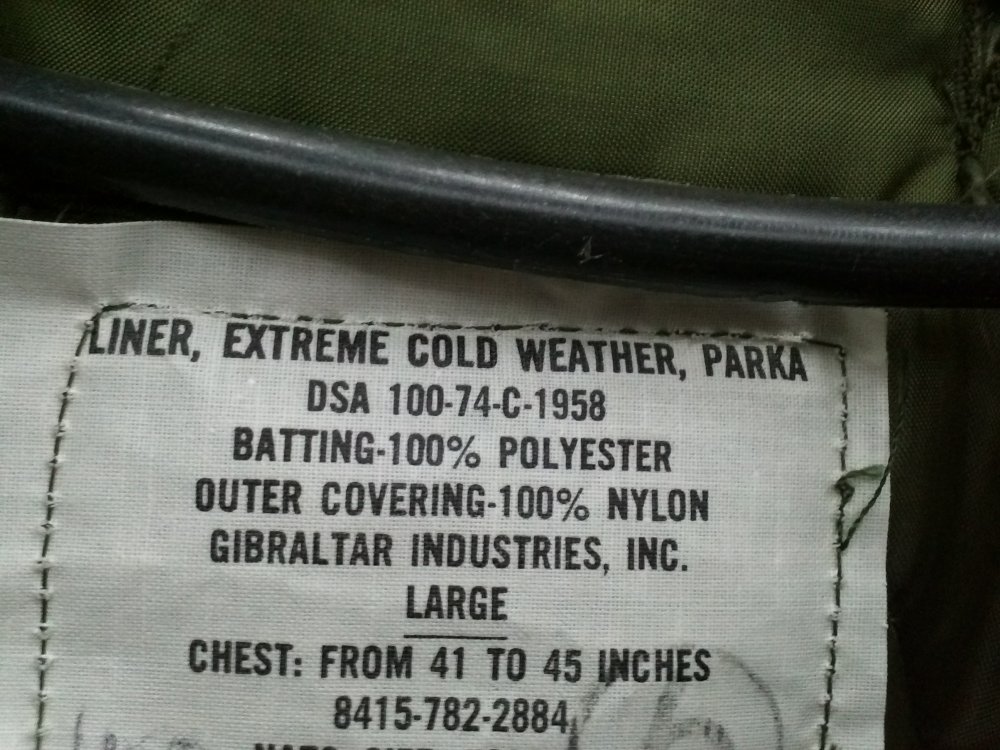 LINER, EXTREME COLD WEATHER, PARKA
DSA 100-74-C-1958
BATTING-100% POLYESTER
OUTER COVERING-100% NYLON
GIBRALTAR INDUSTRIES, INC.
LARGE
CHEST: FROM 41 TO 45 INCHES
8415-782-2884